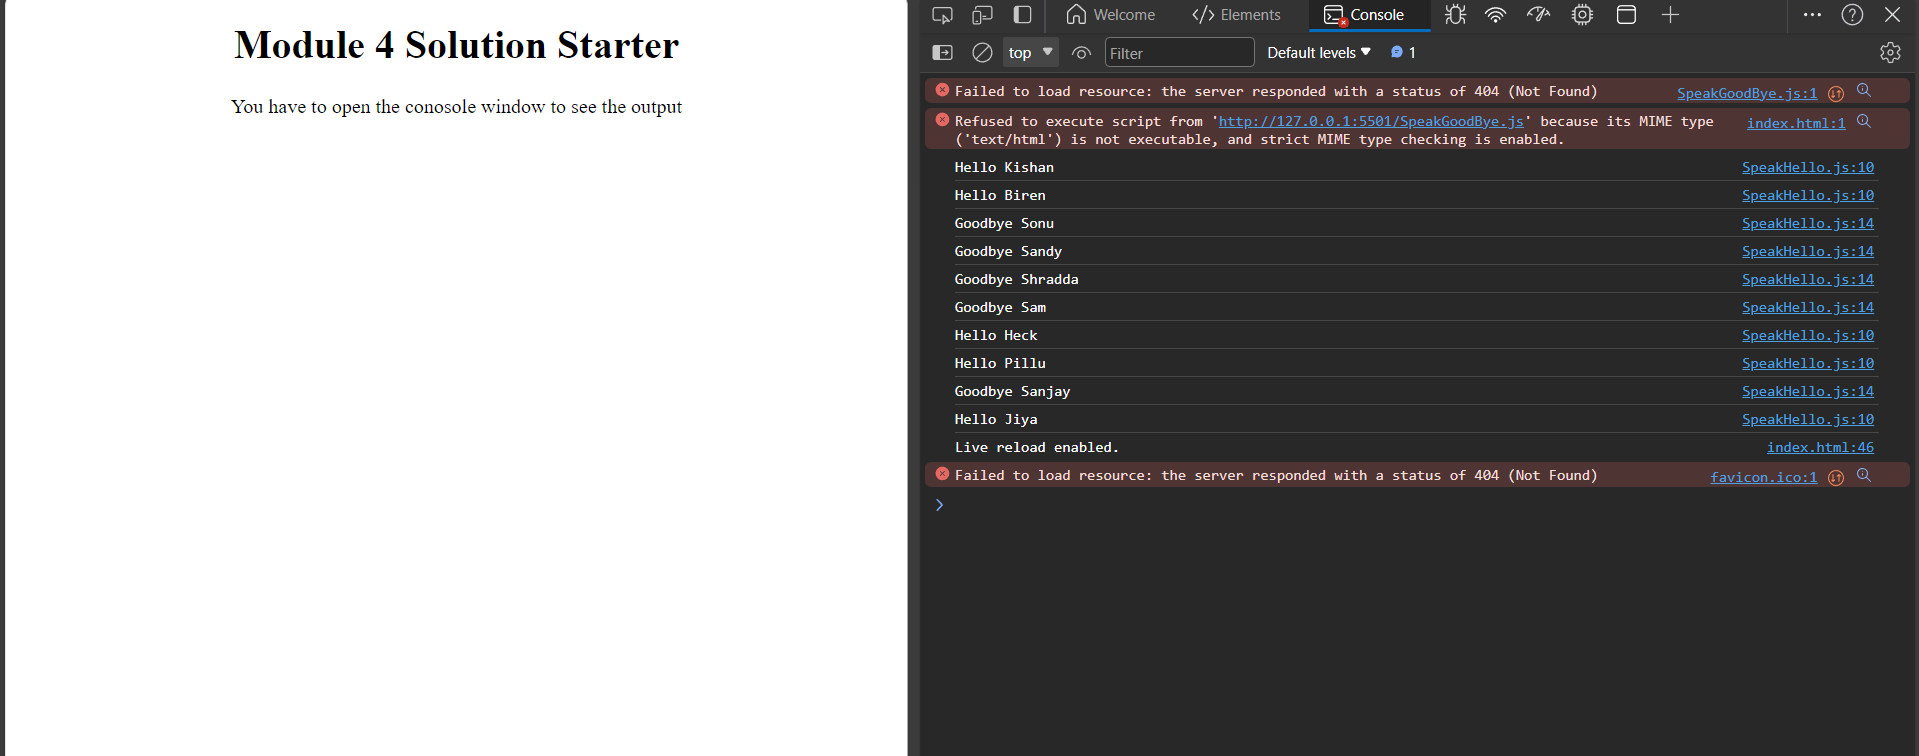 Module 4 Solution Starter
You have to open the conosole window to see the output
Welcome
Elements
Console
top
Filter
Default levels
1
Failed to load resource: the server responded with a status of 404 (Not Found) SpeakGoodBye.js:1
Refused to execute script from 'http://127.0.0.1:5501/SpeakGoodBye.js' because its MIME type index.html:1
('text/html') is not executable, and strict MIME type checking is enabled.
Hello Kishan SpeakHello.js:10
Hello Biren SpeakHello.js:10
Goodbye Sonu SpeakHello.js:14
Goodbye Sandy SpeakHello.js:14
Goodbye Shradda SpeakHello.js:14
Goodbye Sam SpeakHello.js:14
Hello Heck SpeakHello.js:10
Hello Pillu SpeakHello.js:10
Goodbye Sanjay SpeakHello.js:14
Hello Jiya SpeakHello.js:10
Live reload enabled. index.html:46
Failed to load resource: the server responded with a status of 404 (Not Found) favicon.ico:1